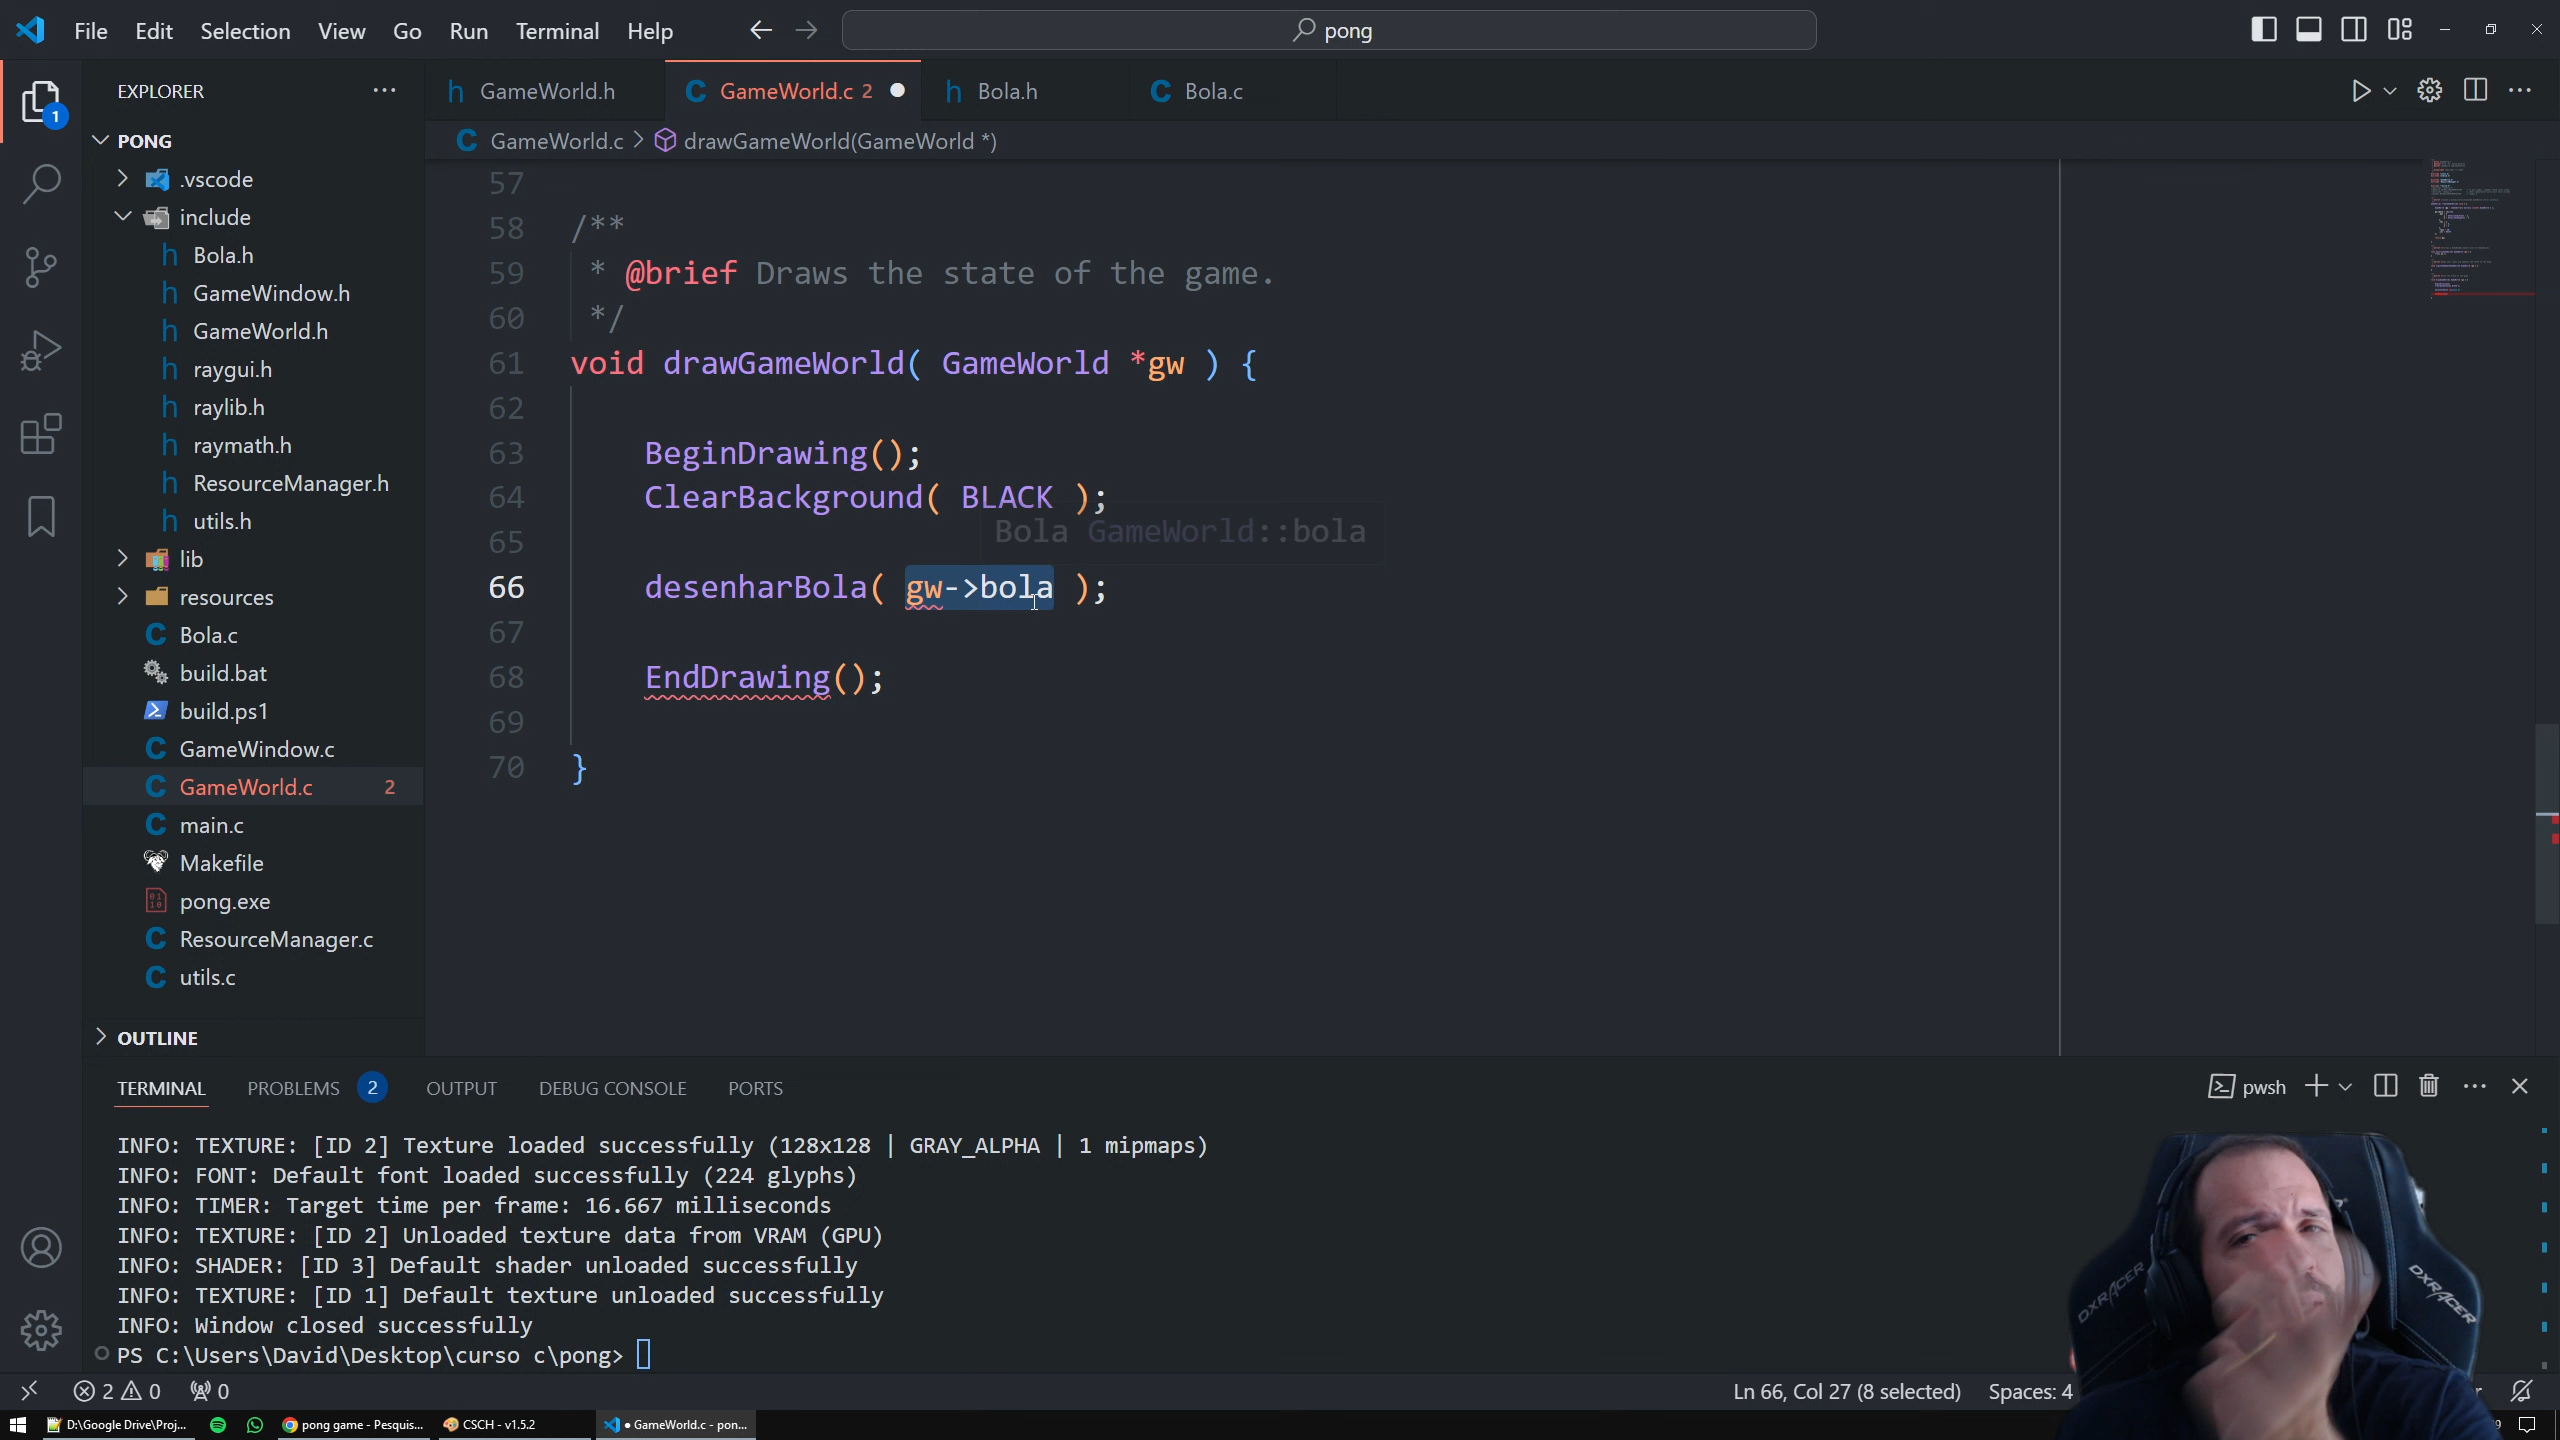 File Edit Selection View Go Run Terminal Help
pong
EXPLORER
GameWorld.h
GameWorld.c 2
Bola.h
Bola.c
GameWorld.c > drawGameWorld(GameWorld *)
PONG
.vscode
include
Bola.h
GameWindow.h
GameWorld.h
raygui.h
raylib.h
raymath.h
ResourceManager.h
utils.h
lib
resources
Bola.c
build.bat
build.ps1
GameWindow.c
GameWorld.c 2
main.c
Makefile
pong.exe
ResourceManager.c
utils.c
OUTLINE
1
57
58 /**
59 * @brief Draws the state of the game.
60 */
61 void drawGameWorld( GameWorld *gw ) {
62
63 BeginDrawing();
64 ClearBackground( BLACK );
Bola GameWorld::bola
65
66 desenharBola( gw->bola );
67
68 EndDrawing();
69
70 }
TERMINAL PROBLEMS 2 OUTPUT DEBUG CONSOLE PORTS
pwsh
INFO: TEXTURE: [ID 2] Texture loaded successfully (128x128 | GRAY_ALPHA | 1 mipmaps)
INFO: FONT: Default font loaded successfully (224 glyphs)
INFO: TIMER: Target time per frame: 16.667 milliseconds
INFO: TEXTURE: [ID 2] Unloaded texture data from VRAM (GPU)
INFO: SHADER: [ID 3] Default shader unloaded successfully
INFO: TEXTURE: [ID 1] Default texture unloaded successfully
INFO: Window closed successfully
PS C:\Users\David\Desktop\curso c\pong>
DXRACER
DXRACER
2 0 0
Ln 66, Col 27 (8 selected) Spaces: 4
D:\Google Drive\Proj...
pong game - Pesquis...
CSCH - v1.5.2
● GameWorld.c - pon...